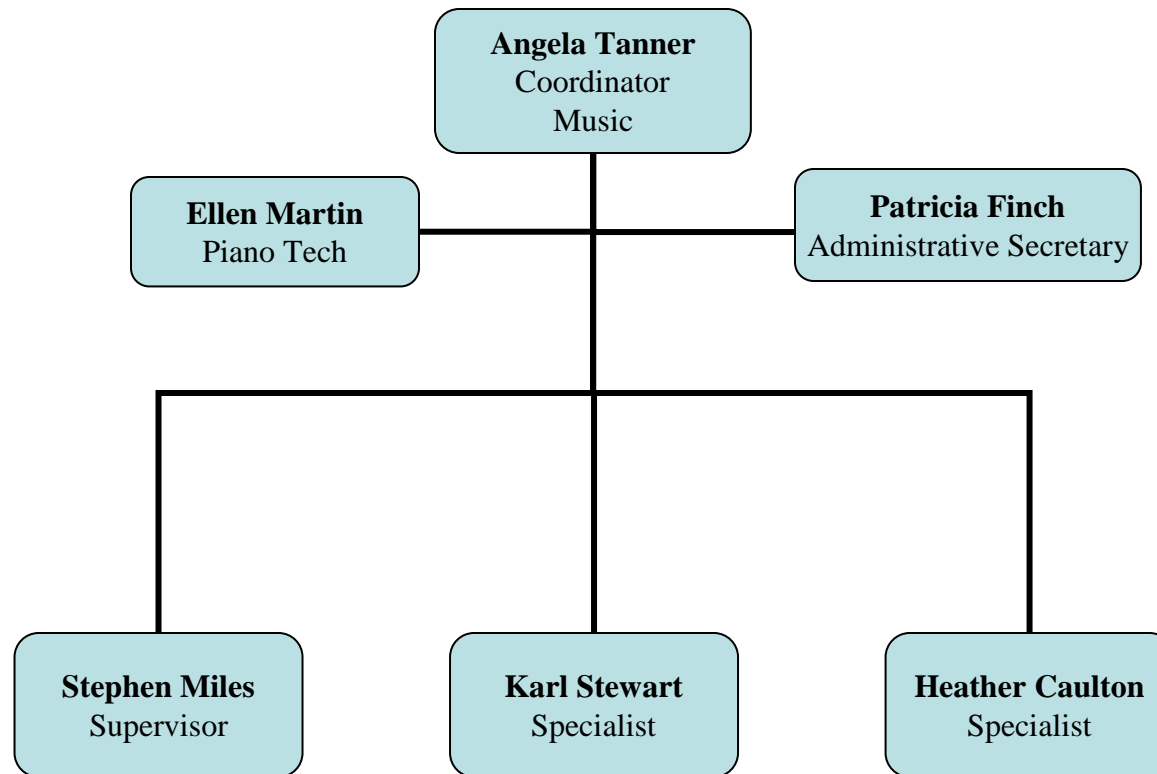 Angela Tanner
Coordinator
Music
Ellen Martin
Piano Tech
Patricia Finch
Administrative Secretary
Stephen Miles
Supervisor
Karl Stewart
Specialist
Heather Caulton
Specialist